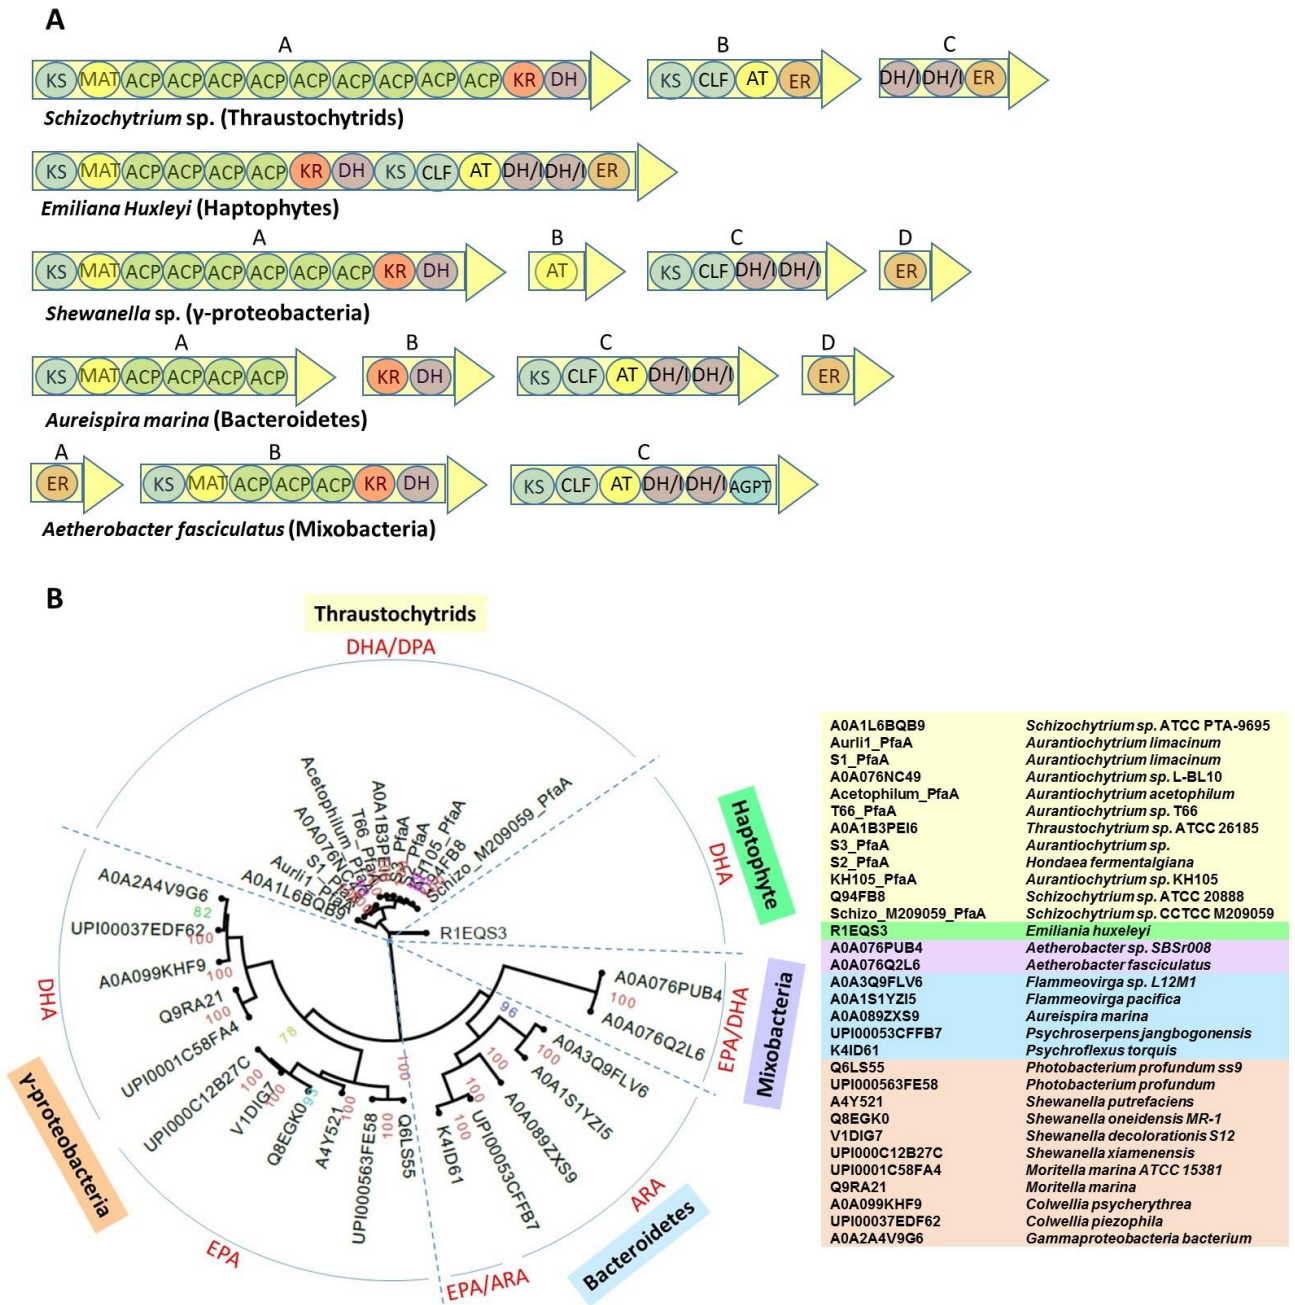 A
A B C
KS MAT ACP ACP ACP ACP ACP ACP ACP ACP ACP KR DH KS CLF AT ER DH/I DH/I ER
Schizochytrium sp. (Thraustochytrids)
KS MAT ACP ACP ACP ACP KR DH KS CLF AT DH/I DH/I ER
Emiliana Huxleyi (Haptophytes)
A B C D
KS MAT ACP ACP ACP ACP ACP ACP KR DH AT KS CLF DH/I DH/I ER
Shewanella sp. (γ-proteobacteria)
A B C D
KS MAT ACP ACP ACP ACP KR DH KS CLF AT DH/I DH/I ER
Aureispira marina (Bacteroidetes)
A B C
ER KS MAT ACP ACP ACP KR DH KS CLF AT DH/I DH/I AGPT
Aetherobacter fasciculatus (Mixobacteria)
B
Thraustochytrids
DHA/DPA
Haptophyte
DHA
Mixobacteria
EPA/DHA
Bacteroidetes
ARA
EPA/ARA
γ-proteobacteria
EPA
DHA
A0A1L6BQB9
Aurli1_PfaA
S1_PfaA
A0A076NC49
Acetophilum_PfaA
T66_PfaA
A0A1B3PEI6
KH105_PfaA
Q94FB8
Schizo_M209059_PfaA
R1EQS3
A0A076PUB4
100
A0A076Q2L6
96
A0A3Q9FLV6
100
A0A1S1YZI5
100
A0A089ZXS9
100
UPI00053CFFB7
100
K4ID61
100
Q6LS55
100
UPI000563FE58
100
A4Y521
93
Q8EGK0
100
V1DIG7
100
UPI000C12B27C
78
UPI0001C58FA4
Q9RA21
100
A0A099KHF9
100
UPI00037EDF62
82
A0A2A4V9G6
A0A1L6BQB9 Schizochytrium sp. ATCC PTA-9695
Aurli1_PfaA Aurantiochytrium limacinum
S1_PfaA Aurantiochytrium limacinum
A0A076NC49 Aurantiochytrium sp. L-BL10
Acetophilum_PfaA Aurantiochytrium acetophilum
T66_PfaA Aurantiochytrium sp. T66
A0A1B3PEI6 Thraustochytrium sp. ATCC 26185
S3_PfaA Aurantiochytrium sp.
S2_PfaA Hondaea fermentalgiana
KH105_PfaA Aurantiochytrium sp. KH105
Q94FB8 Schizochytrium sp. ATCC 20888
Schizo_M209059_PfaA Schizochytrium sp. CCTCC M209059
R1EQS3 Emiliania huxeleyi
A0A076PUB4 Aetherobacter sp. SBSr008
A0A076Q2L6 Aetherobacter fasciculatus
A0A3Q9FLV6 Flammeovirga sp. L12M1
A0A1S1YZI5 Flammeovirga pacifica
A0A089ZXS9 Aureispira marina
UPI00053CFFB7 Psychroserpens jangbogonensis
K4ID61 Psychroflexus torquis
Q6LS55 Photobacterium profundum ss9
UPI000563FE58 Photobacterium profundum
A4Y521 Shewanella putrefaciens
Q8EGK0 Shewanella oneidensis MR-1
V1DIG7 Shewanella decolorationis S12
UPI000C12B27C Shewanella xiamenensis
UPI0001C58FA4 Moritella marina ATCC 15381
Q9RA21 Moritella marina
A0A099KHF9 Colwellia psycherythrea
UPI00037EDF62 Colwellia piezophila
A0A2A4V9G6 Gammaproteobacteria bacterium